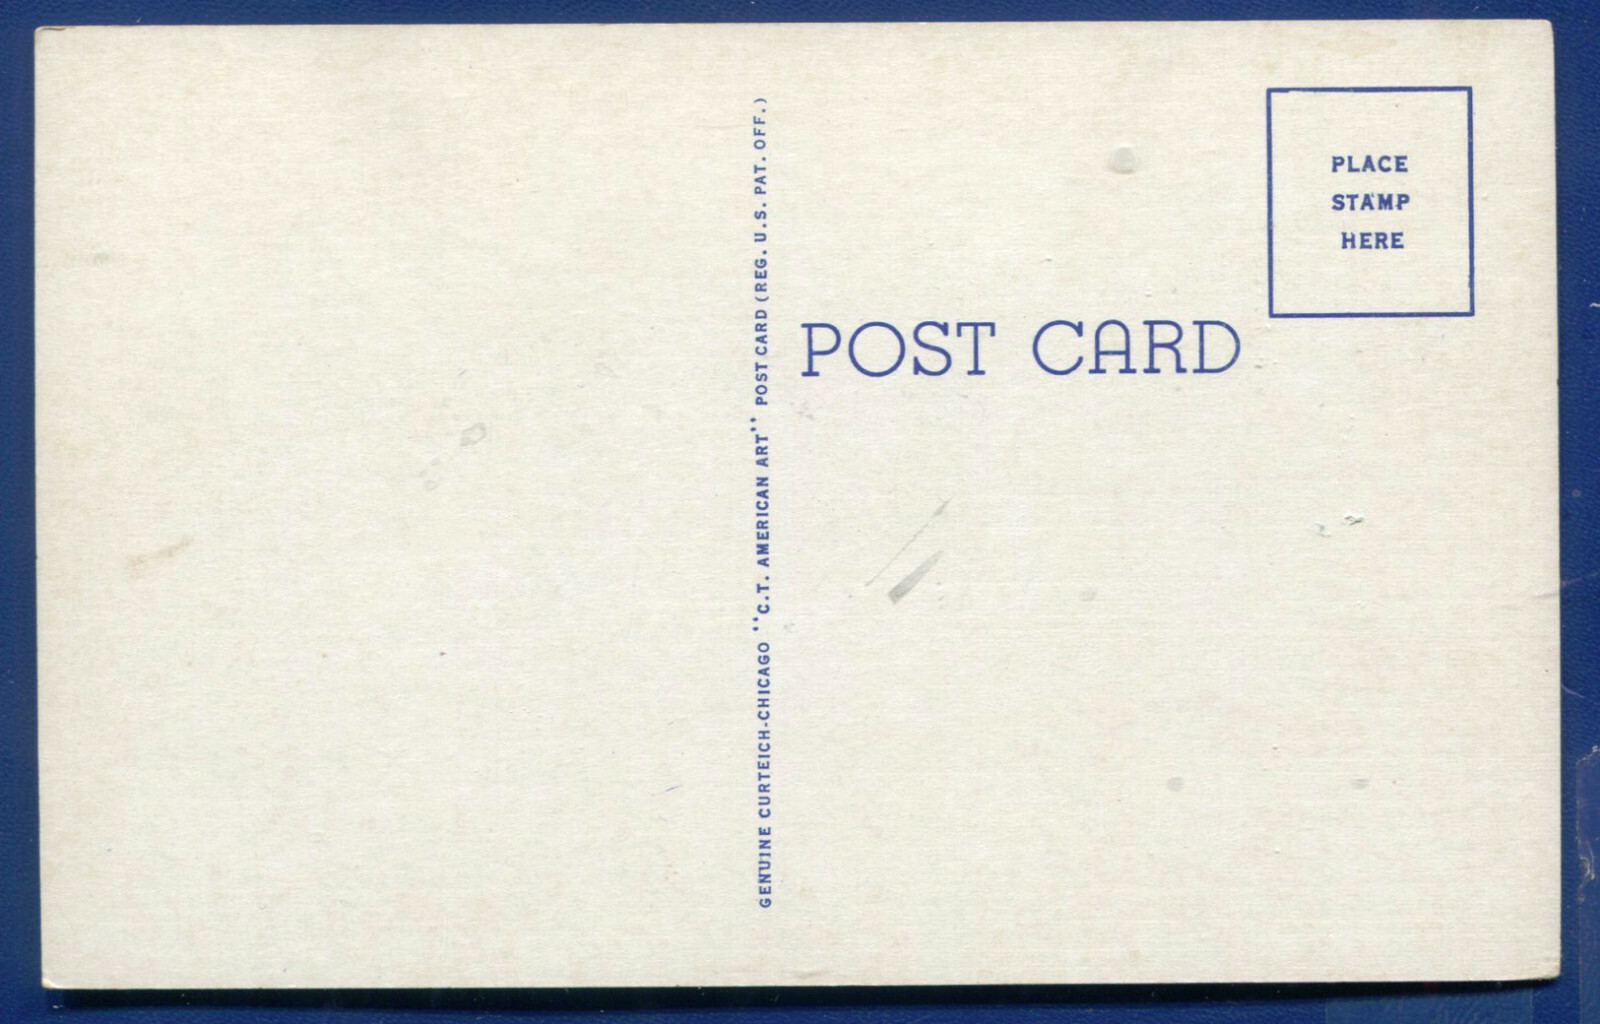 GENUINE CURTEICH-CHICAGO "C.T. AMERICAN ART" POST CARD (REG. U.S. PAT. OFF.)
PLACE
STAMP
HERE
POST CARD